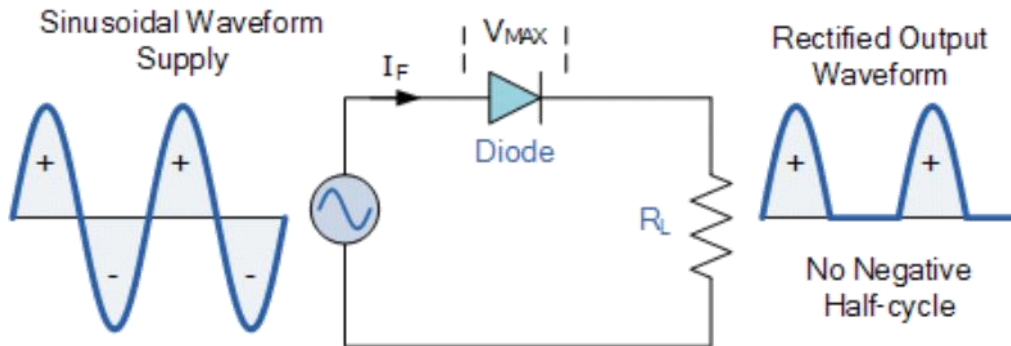 Sinusoidal Waveform
Supply
+
+
-
-
I_F
V_MAX
Diode
R_L
Rectified Output
Waveform
+
+
No Negative
Half-cycle